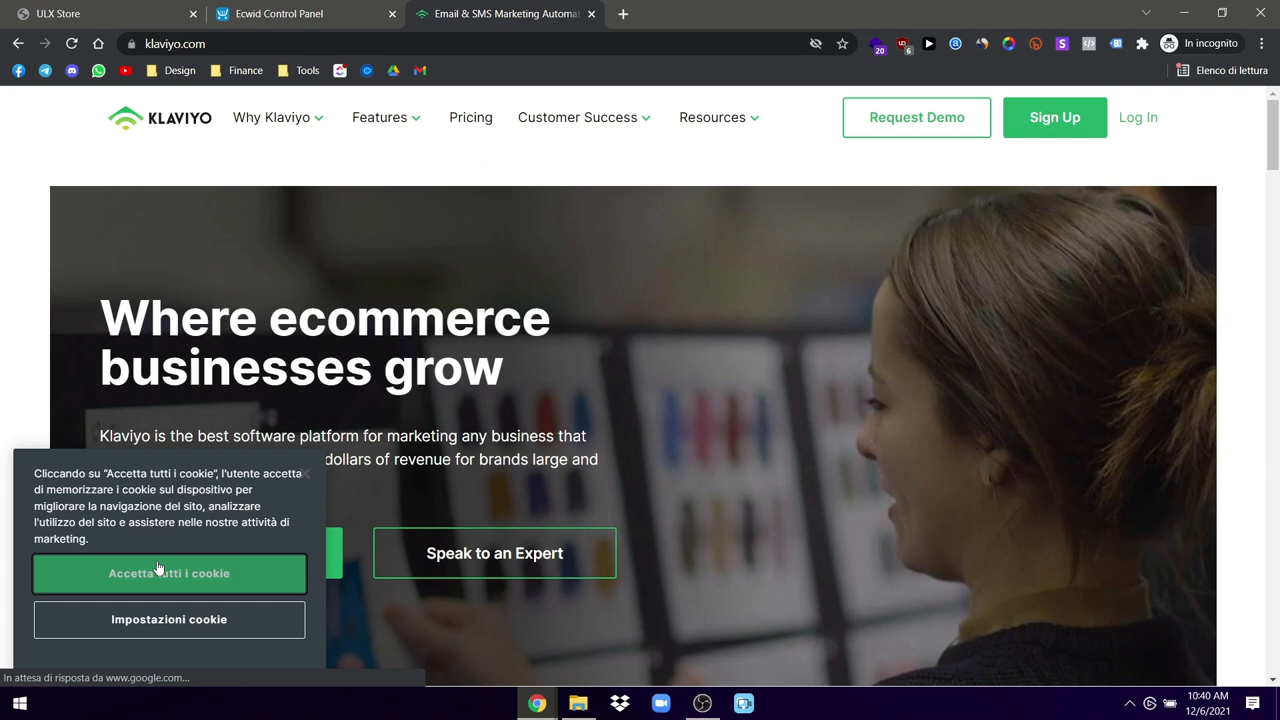 ULX Store
Ecwid Control Panel
Email & SMS Marketing Automat
klaviyo.com
20
6
In incognito
Design
Finance
Tools
Elenco di lettura
KLAVIYO
Why Klaviyo
Features
Pricing
Customer Success
Resources
Request Demo
Sign Up
Log In
Where ecommerce
businesses grow
Klaviyo is the best software platform for marketing any business that
dollars of revenue for brands large and
Speak to an Expert
Cliccando su “Accetta tutti i cookie”, l'utente accetta
di memorizzare i cookie sul dispositivo per
migliorare la navigazione del sito, analizzare
l'utilizzo del sito e assistere nelle nostre attività di
marketing.
Accetta tutti i cookie
Impostazioni cookie
In attesa di risposta da www.google.com...
10:40 AM
12/6/2021